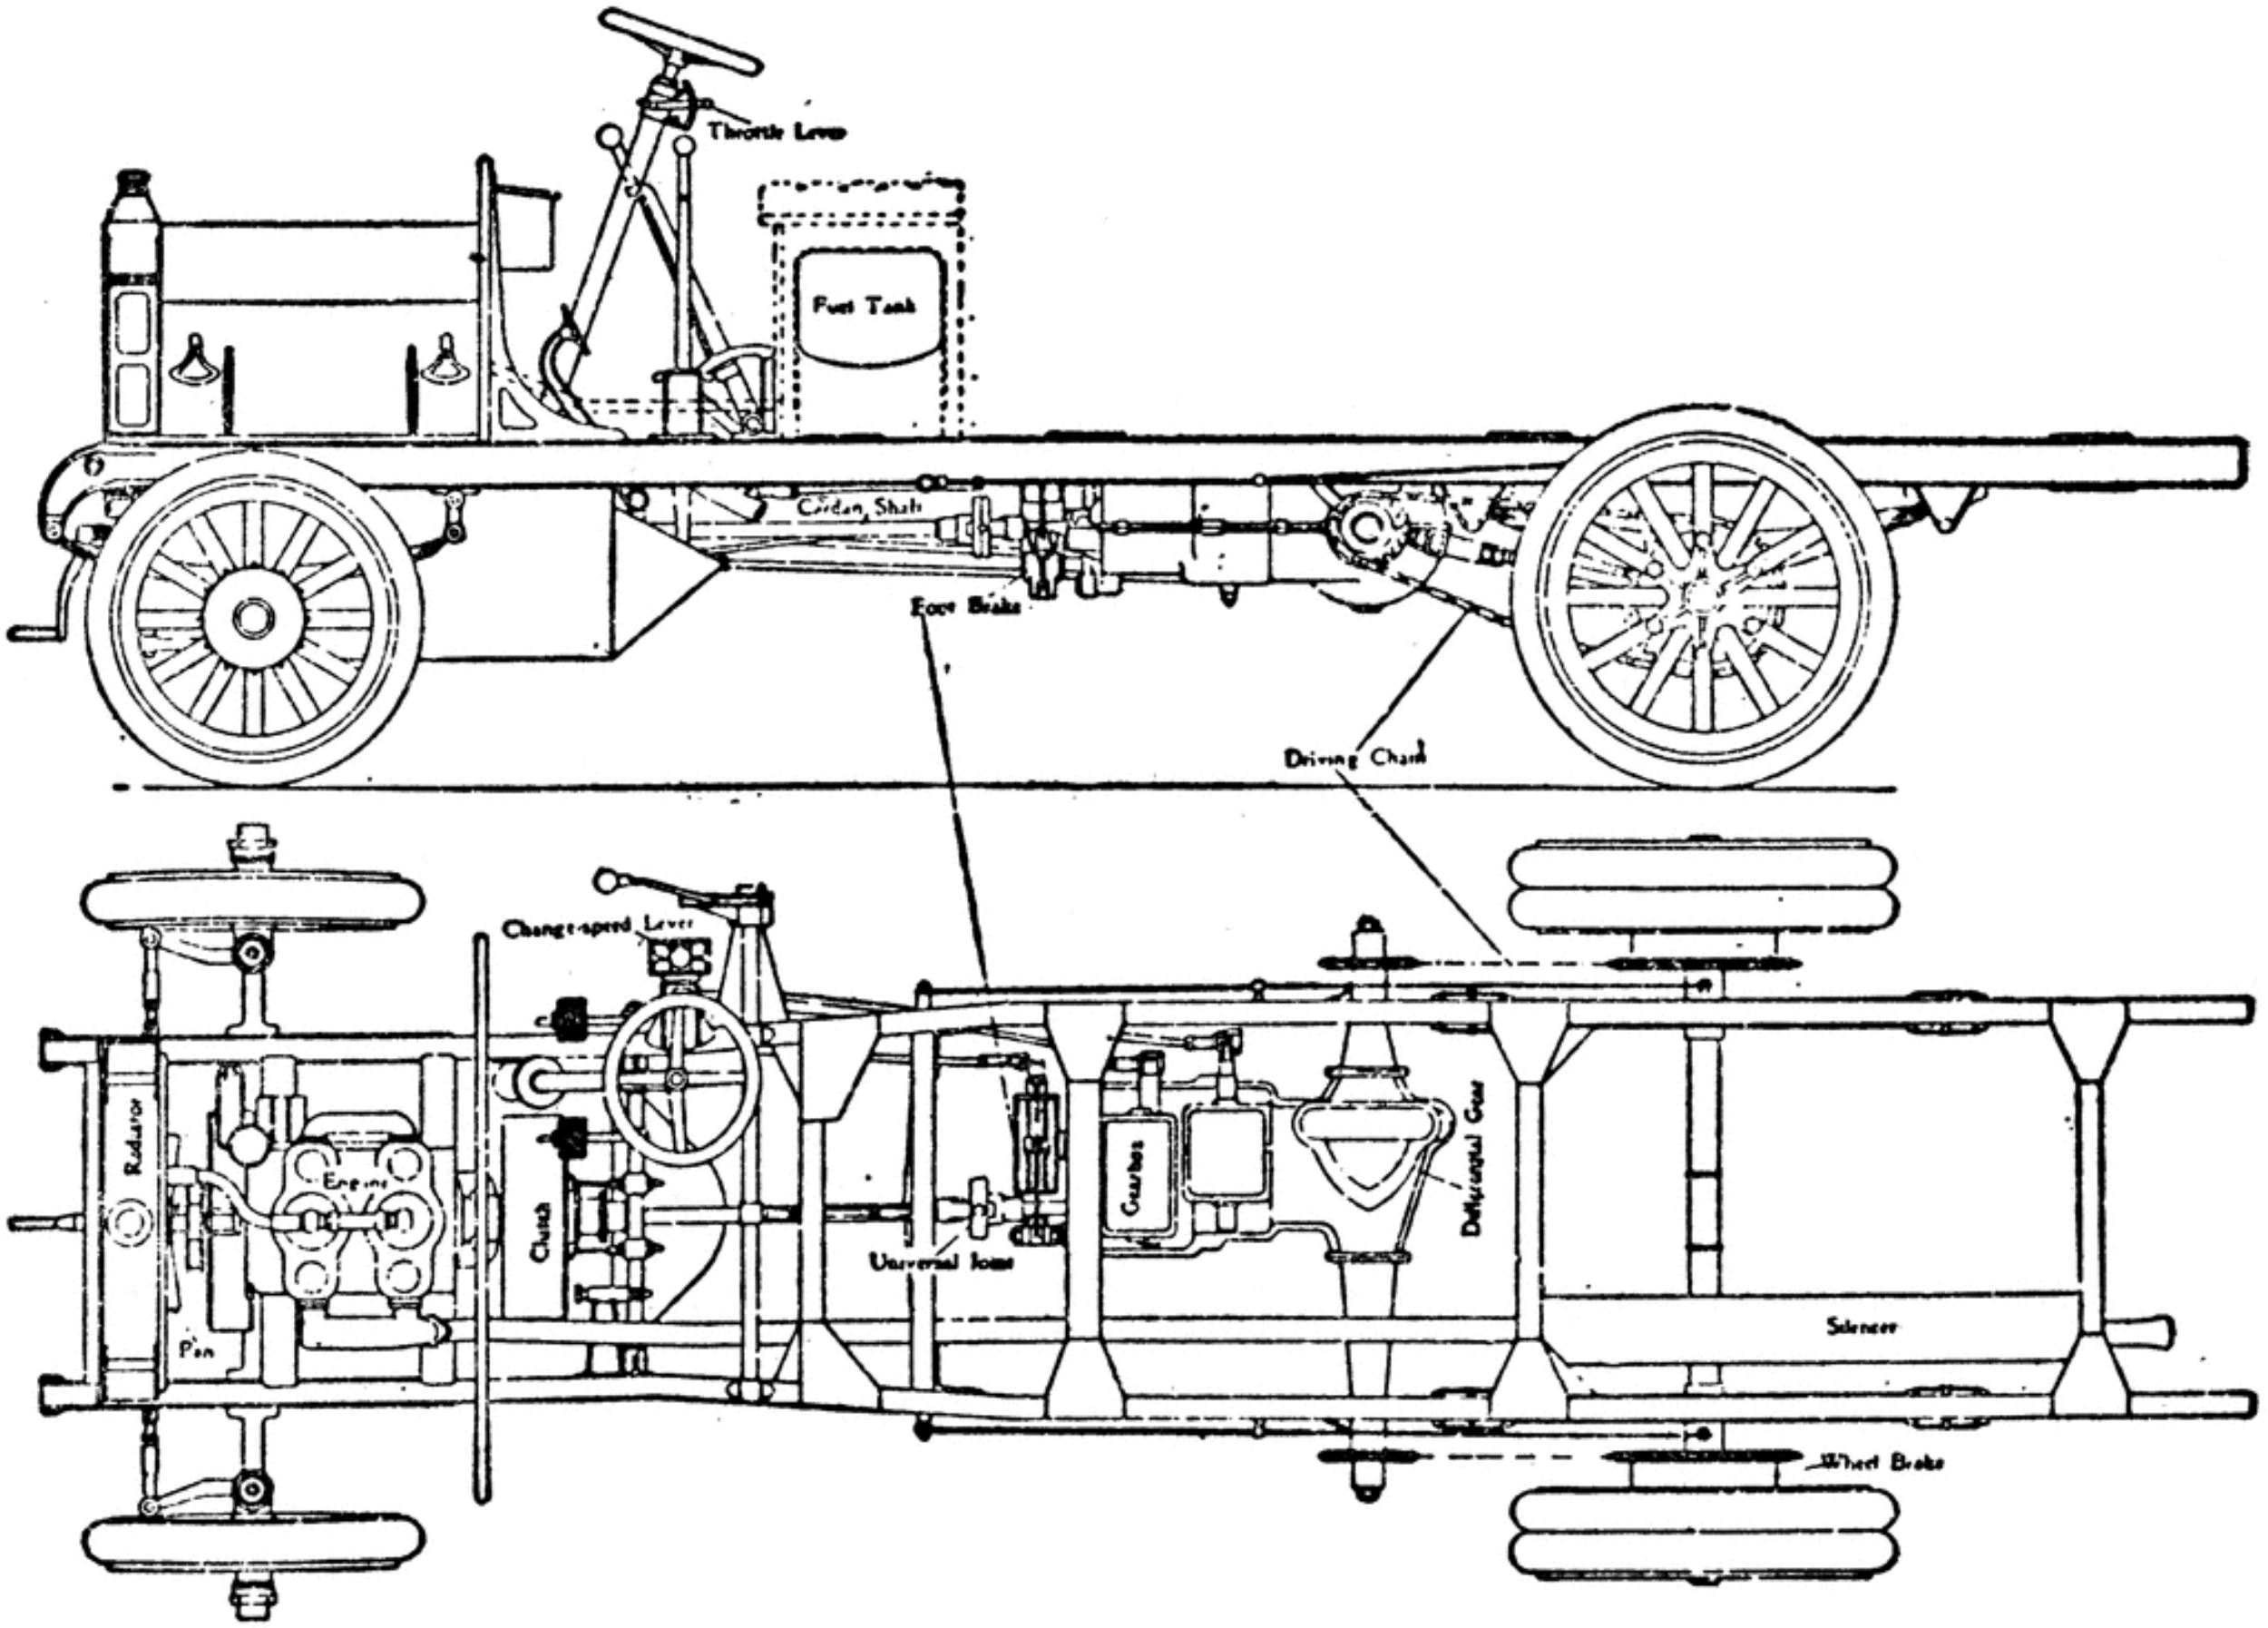 Throttle Lever
Fuel Tank
Cardan Shaft
Foot Brake
Driving Chain
Change-speed Lever
Radiator
Engine
Clutch
Gearbox
Differential Gear
Universal Joint
Silencer
Pan
Wheel Brake